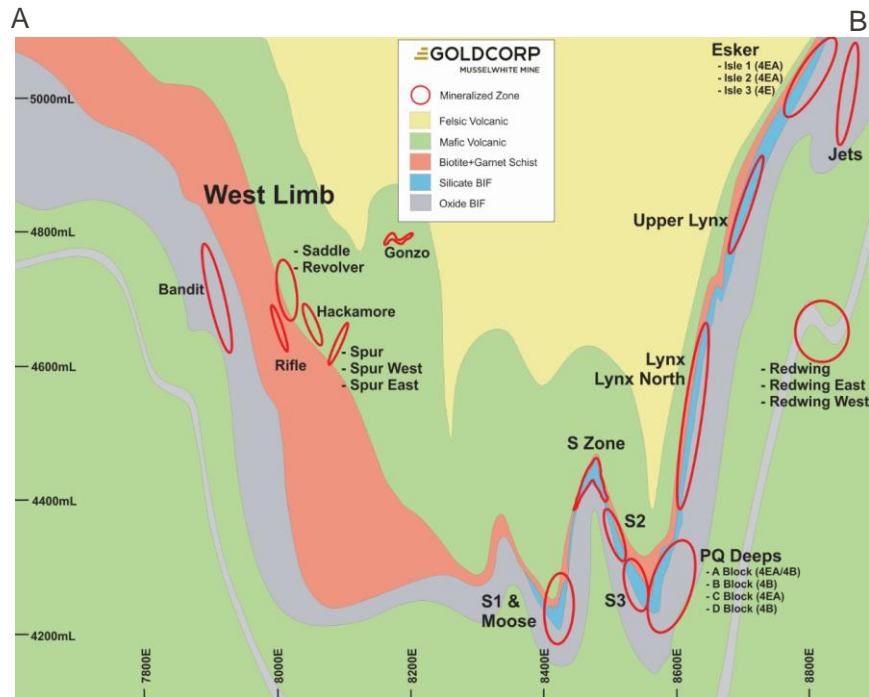 A
B
GOLDCORP
MUSSELWHITE MINE
Mineralized Zone
Felsic Volcanic
Mafic Volcanic
Biotite+Garnet Schist
Silicate BIF
Oxide BIF
Esker
- Isle 1 (4EA)
- Isle 2 (4EA)
- Isle 3 (4E)
5000mL
Jets
West Limb
Upper Lynx
4800mL
- Saddle
- Revolver
Gonzo
Bandit
Hackamore
Rifle
- Spur
- Spur West
- Spur East
4600mL
Lynx
Lynx North
- Redwing
- Redwing East
- Redwing West
S Zone
4400mL
S2
PQ Deeps
- A Block (4EA/4B)
- B Block (4B)
- C Block (4EA)
- D Block (4B)
S1 &
Moose
S3
4200mL
7800E
8000E
8200E
8400E
8600E
8800E